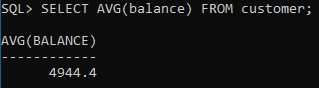 SQL> SELECT AVG(balance) FROM customer;
AVG(BALANCE)
------------
4944.4